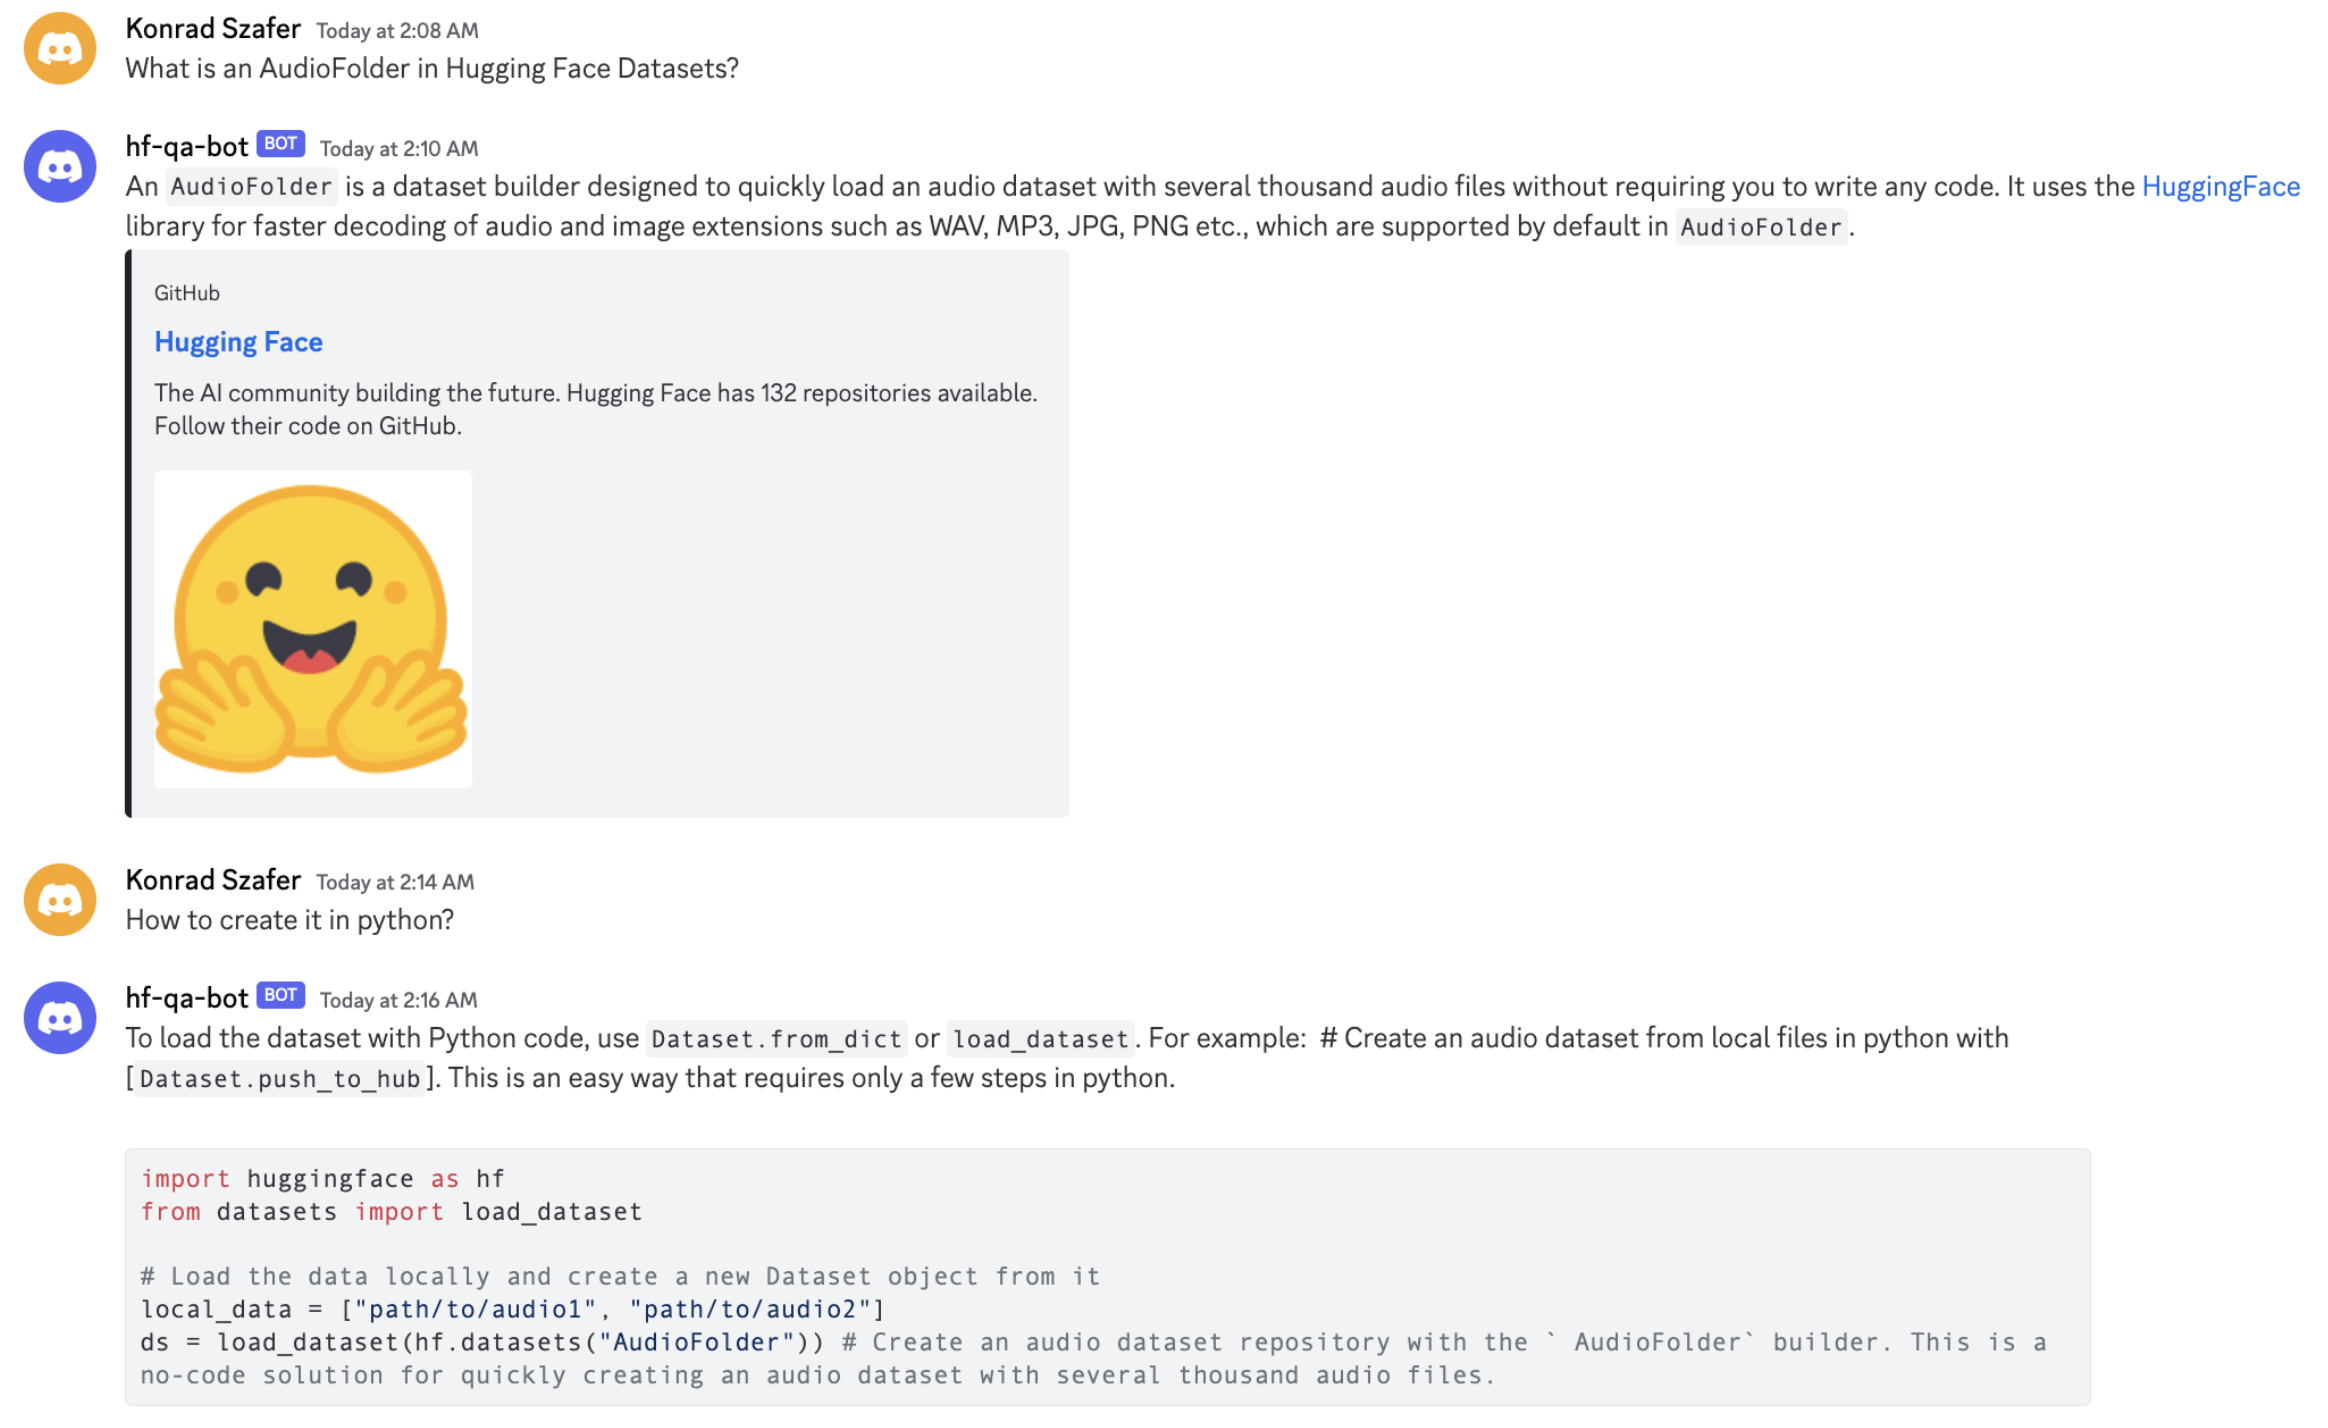 Konrad Szafer Today at 2:08 AM
What is an AudioFolder in Hugging Face Datasets?
hf-qa-bot BOT Today at 2:10 AM
An AudioFolder is a dataset builder designed to quickly load an audio dataset with several thousand audio files without requiring you to write any code. It uses the HuggingFace
library for faster decoding of audio and image extensions such as WAV, MP3, JPG, PNG etc., which are supported by default in AudioFolder.
GitHub
Hugging Face
The AI community building the future. Hugging Face has 132 repositories available.
Follow their code on GitHub.
Konrad Szafer Today at 2:14 AM
How to create it in python?
hf-qa-bot BOT Today at 2:16 AM
To load the dataset with Python code, use Dataset.from_dict or load_dataset. For example: # Create an audio dataset from local files in python with
[Dataset.push_to_hub]. This is an easy way that requires only a few steps in python.
import huggingface as hf
from datasets import load_dataset
# Load the data locally and create a new Dataset object from it
local_data = ["path/to/audio1", "path/to/audio2"]
ds = load_dataset(hf.datasets("AudioFolder")) # Create an audio dataset repository with the ` AudioFolder` builder. This is a
no-code solution for quickly creating an audio dataset with several thousand audio files.